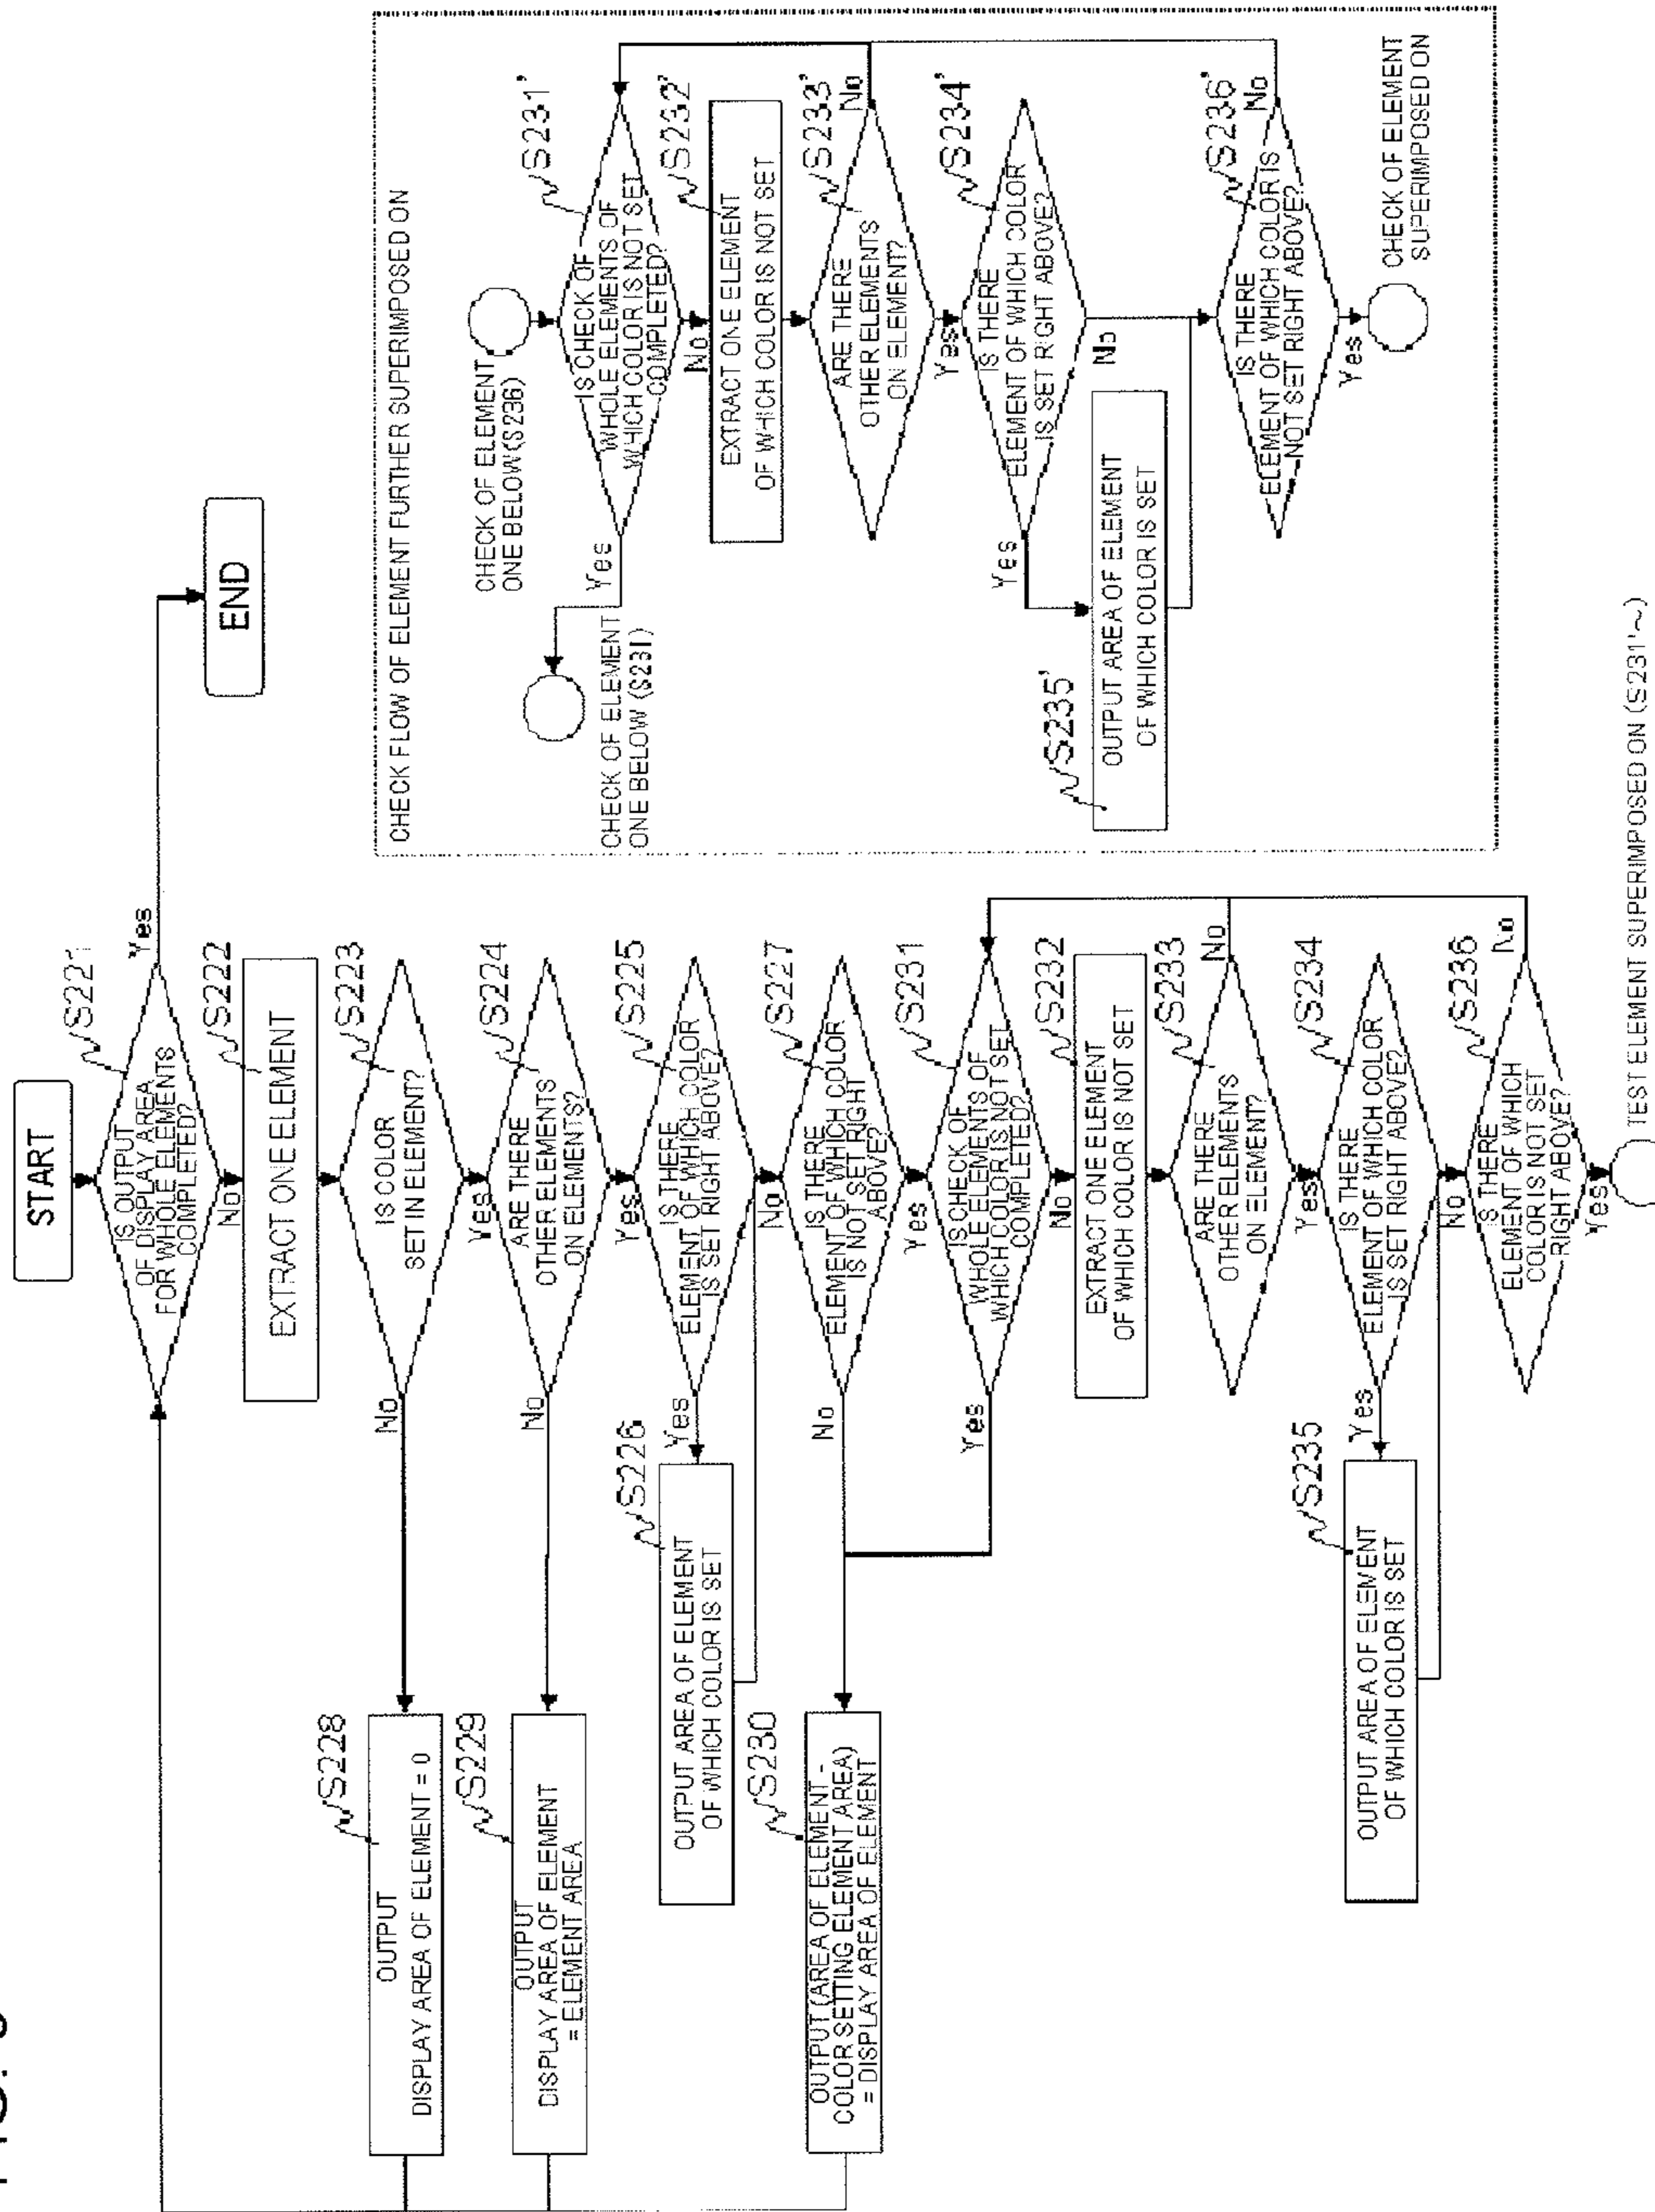 START
IS OUTPUT
OF DISPLAY AREA
FOR WHOLE ELEMENTS
COMPLETED?
S221
Yes
END
No
EXTRACT ONE ELEMENT
S222
IS COLOR
SET IN ELEMENT?
S223
No
Yes
OUTPUT
DISPLAY AREA OF ELEMENT = 0
S228
ARE THERE
OTHER ELEMENTS
ON ELEMENTS?
S224
No
Yes
OUTPUT
DISPLAY AREA OF ELEMENT
= ELEMENT AREA
S229
IS THERE
ELEMENT OF WHICH COLOR
IS SET RIGHT ABOVE?
S225
Yes
No
OUTPUT AREA OF ELEMENT
OF WHICH COLOR IS SET
S226
IS THERE
ELEMENT OF WHICH COLOR
IS NOT SET RIGHT
ABOVE?
S227
No
Yes
OUTPUT (AREA OF ELEMENT -
COLOR SETTING ELEMENT AREA)
= DISPLAY AREA OF ELEMENT
S230
IS CHECK OF
WHOLE ELEMENTS OF
WHICH COLOR IS NOT SET
COMPLETED?
S231
Yes
No
EXTRACT ONE ELEMENT
OF WHICH COLOR IS NOT SET
S232
ARE THERE
OTHER ELEMENTS
ON ELEMENT?
S233
No
Yes
IS THERE
ELEMENT OF WHICH COLOR
IS SET RIGHT ABOVE?
S234
Yes
No
OUTPUT AREA OF ELEMENT
OF WHICH COLOR IS SET
S235
IS THERE
ELEMENT OF WHICH
COLOR IS NOT SET
RIGHT ABOVE?
S236
No
Yes
TEST ELEMENT SUPERIMPOSED ON (S231'~)
CHECK FLOW OF ELEMENT FURTHER SUPERIMPOSED ON
CHECK OF ELEMENT
ONE BELOW (S236)
IS CHECK OF
WHOLE ELEMENTS OF
WHICH COLOR IS NOT SET
COMPLETED?
S231'
Yes
CHECK OF ELEMENT
ONE BELOW (S231)
No
EXTRACT ONE ELEMENT
OF WHICH COLOR IS NOT SET
S232'
ARE THERE
OTHER ELEMENTS
ON ELEMENT?
S233'
No
Yes
IS THERE
ELEMENT OF WHICH COLOR
IS SET RIGHT ABOVE?
S234'
Yes
No
OUTPUT AREA OF ELEMENT
OF WHICH COLOR IS SET
S235'
IS THERE
ELEMENT OF WHICH COLOR IS
NOT SET RIGHT ABOVE?
S236'
No
Yes
CHECK OF ELEMENT
SUPERIMPOSED ON